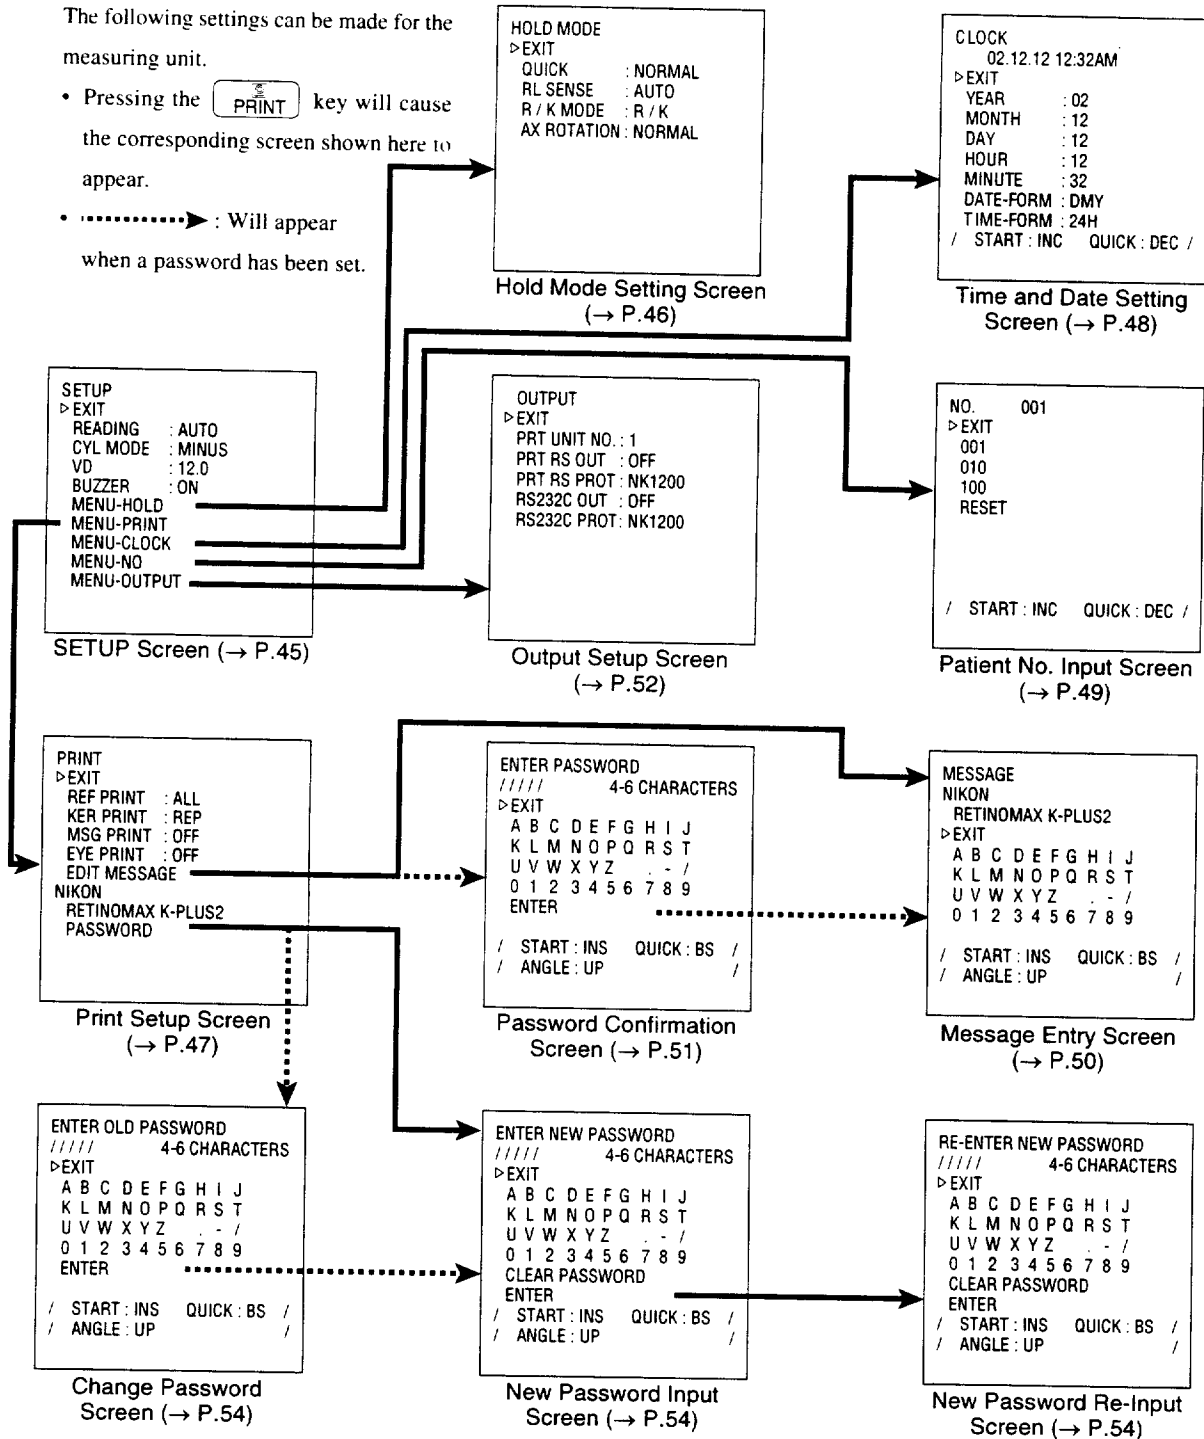 The following settings can be made for the
measuring unit.
• Pressing the PRINT key will cause
the corresponding screen shown here to
appear.
• : Will appear
when a password has been set.
HOLD MODE
▷EXIT
QUICK : NORMAL
RL SENSE : AUTO
R / K MODE : R / K
AX ROTATION : NORMAL
Hold Mode Setting Screen
(→ P.46)
CLOCK
02.12.12 12:32AM
▷EXIT
YEAR : 02
MONTH : 12
DAY : 12
HOUR : 12
MINUTE : 32
DATE-FORM : DMY
TIME-FORM : 24H
/ START : INC QUICK : DEC /
Time and Date Setting
Screen (→ P.48)
SETUP
▷EXIT
READING : AUTO
CYL MODE : MINUS
VD : 12.0
BUZZER : ON
MENU-HOLD
MENU-PRINT
MENU-CLOCK
MENU-NO
MENU-OUTPUT
SETUP Screen (→ P.45)
OUTPUT
▷EXIT
PRT UNIT NO. : 1
PRT RS OUT : OFF
PRT RS PROT : NK1200
RS232C OUT : OFF
RS232C PROT : NK1200
Output Setup Screen
(→ P.52)
NO. 001
▷EXIT
001
010
100
RESET
/ START : INC QUICK : DEC /
Patient No. Input Screen
(→ P.49)
PRINT
▷EXIT
REF PRINT : ALL
KER PRINT : REP
MSG PRINT : OFF
EYE PRINT : OFF
EDIT MESSAGE
NIKON
RETINOMAX K-PLUS2
PASSWORD
Print Setup Screen
(→ P.47)
ENTER PASSWORD
/ / / / / 4-6 CHARACTERS
▷EXIT
A B C D E F G H I J
K L M N O P Q R S T
U V W X Y Z . - /
0 1 2 3 4 5 6 7 8 9
ENTER
/ START : INS QUICK : BS /
/ ANGLE : UP /
Password Confirmation
Screen (→ P.51)
MESSAGE
NIKON
RETINOMAX K-PLUS2
▷EXIT
A B C D E F G H I J
K L M N O P Q R S T
U V W X Y Z . - /
0 1 2 3 4 5 6 7 8 9
/ START : INS QUICK : BS /
/ ANGLE : UP /
Message Entry Screen
(→ P.50)
ENTER OLD PASSWORD
/ / / / / 4-6 CHARACTERS
▷EXIT
A B C D E F G H I J
K L M N O P Q R S T
U V W X Y Z . - /
0 1 2 3 4 5 6 7 8 9
ENTER
/ START : INS QUICK : BS /
/ ANGLE : UP /
Change Password
Screen (→ P.54)
ENTER NEW PASSWORD
/ / / / / 4-6 CHARACTERS
▷EXIT
A B C D E F G H I J
K L M N O P Q R S T
U V W X Y Z . - /
0 1 2 3 4 5 6 7 8 9
CLEAR PASSWORD
ENTER
/ START : INS QUICK : BS /
/ ANGLE : UP /
New Password Input
Screen (→ P.54)
RE-ENTER NEW PASSWORD
/ / / / / 4-6 CHARACTERS
▷EXIT
A B C D E F G H I J
K L M N O P Q R S T
U V W X Y Z . - /
0 1 2 3 4 5 6 7 8 9
CLEAR PASSWORD
ENTER
/ START : INS QUICK : BS /
/ ANGLE : UP /
New Password Re-Input
Screen (→ P.54)